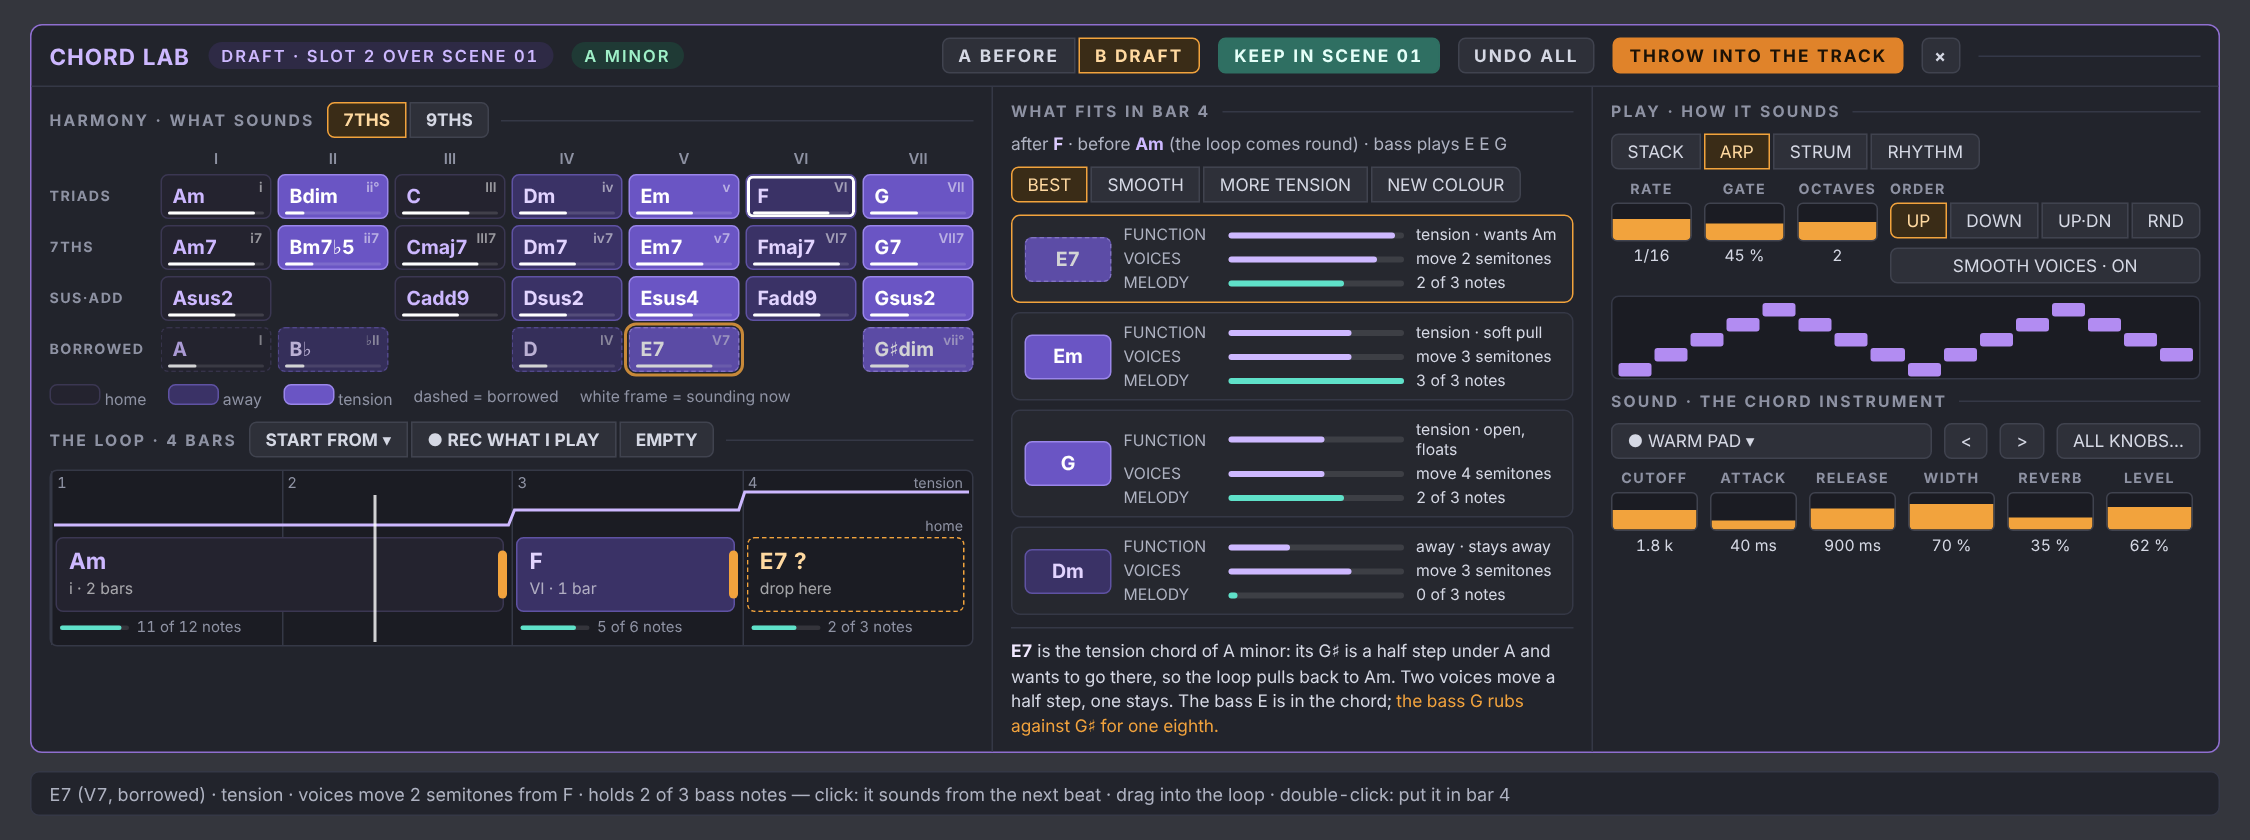 CHORD LAB DRAFT · SLOT 2 OVER SCENE 01 A MINOR A BEFORE B DRAFT KEEP IN SCENE 01 UNDO ALL THROW INTO THE TRACK ×
HARMONY · WHAT SOUNDS 7THS 9THS
I II III IV V VI VII
TRIADS Am i Bdim ii° C III Dm iv Em v F VI G VII
7THS Am7 i7 Bm7♭5 ii7 Cmaj7 III7 Dm7 iv7 Em7 v7 Fmaj7 VI7 G7 VII7
SUS·ADD Asus2 Cadd9 Dsus2 Esus4 Fadd9 Gsus2
BORROWED A I B♭ ♭II D IV E7 V7 G♯dim vii°
home away tension dashed = borrowed white frame = sounding now
THE LOOP · 4 BARS START FROM ▾ ● REC WHAT I PLAY EMPTY
1 2 3 4 tension
home
Am F E7 ?
i · 2 bars VI · 1 bar drop here
11 of 12 notes 5 of 6 notes 2 of 3 notes
WHAT FITS IN BAR 4
after F · before Am (the loop comes round) · bass plays E E G
BEST SMOOTH MORE TENSION NEW COLOUR
E7
FUNCTION tension · wants Am
VOICES move 2 semitones
MELODY 2 of 3 notes
Em
FUNCTION tension · soft pull
VOICES move 3 semitones
MELODY 3 of 3 notes
G
FUNCTION tension · open,
floats
VOICES move 4 semitones
MELODY 2 of 3 notes
Dm
FUNCTION away · stays away
VOICES move 3 semitones
MELODY 0 of 3 notes
E7 is the tension chord of A minor: its G♯ is a half step under A and
wants to go there, so the loop pulls back to Am. Two voices move a
half step, one stays. The bass E is in the chord; the bass G rubs
against G♯ for one eighth.
PLAY · HOW IT SOUNDS
STACK ARP STRUM RHYTHM
RATE GATE OCTAVES ORDER
UP DOWN UP·DN RND
1/16 45 % 2
SMOOTH VOICES · ON
SOUND · THE CHORD INSTRUMENT
● WARM PAD ▾ < > ALL KNOBS...
CUTOFF ATTACK RELEASE WIDTH REVERB LEVEL
1.8 k 40 ms 900 ms 70 % 35 % 62 %
E7 (V7, borrowed) · tension · voices move 2 semitones from F · holds 2 of 3 bass notes — click: it sounds from the next beat · drag into the loop · double-click: put it in bar 4